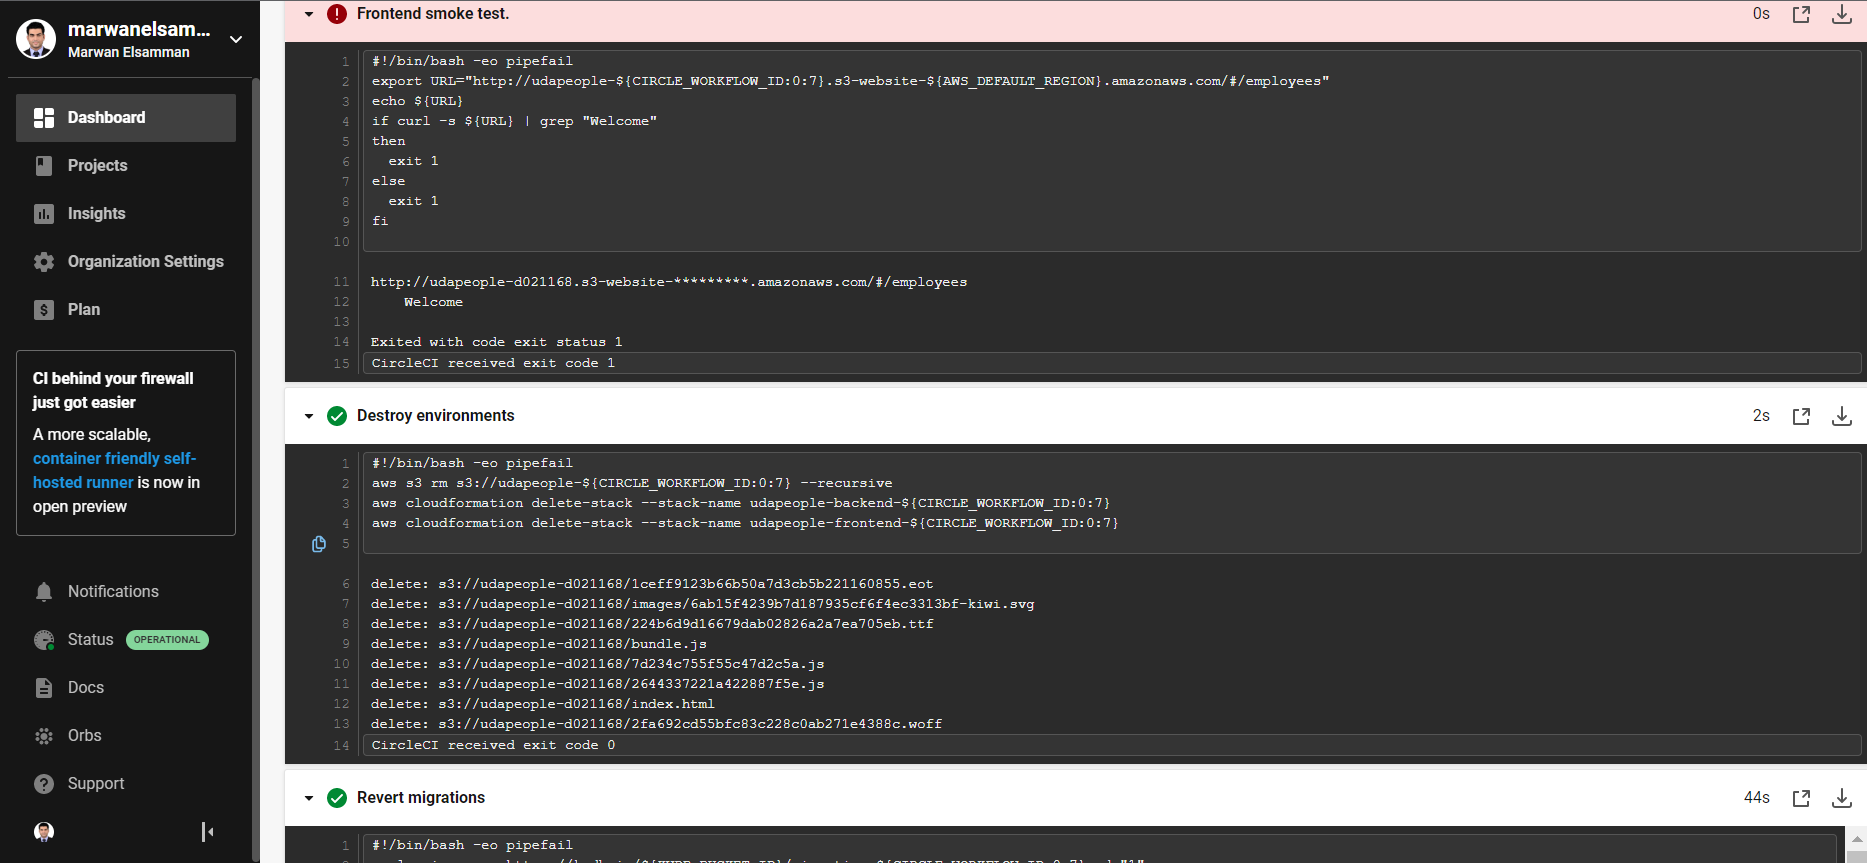 marwanelsam...
Marwan Elsamman
Dashboard
Projects
Insights
Organization Settings
Plan
CI behind your firewall
just got easier
A more scalable,
container friendly self-
hosted runner is now in
open preview
Notifications
Status OPERATIONAL
Docs
Orbs
Support
Frontend smoke test. 0s
1 #!/bin/bash -eo pipefail
2 export URL="http://udapeople-${CIRCLE_WORKFLOW_ID:0:7}.s3-website-${AWS_DEFAULT_REGION}.amazonaws.com/#/employees"
3 echo ${URL}
4 if curl -s ${URL} | grep "Welcome"
5 then
6   exit 1
7 else
8   exit 1
9 fi
10
11 http://udapeople-d021168.s3-website-*********.amazonaws.com/#/employees
12     Welcome
13
14 Exited with code exit status 1
15 CircleCI received exit code 1
Destroy environments 2s
1 #!/bin/bash -eo pipefail
2 aws s3 rm s3://udapeople-${CIRCLE_WORKFLOW_ID:0:7} --recursive
3 aws cloudformation delete-stack --stack-name udapeople-backend-${CIRCLE_WORKFLOW_ID:0:7}
4 aws cloudformation delete-stack --stack-name udapeople-frontend-${CIRCLE_WORKFLOW_ID:0:7}
5
6 delete: s3://udapeople-d021168/1ceff9123b66b50a7d3cb5b221160855.eot
7 delete: s3://udapeople-d021168/images/6ab15f4239b7d187935cf6f4ec3313bf-kiwi.svg
8 delete: s3://udapeople-d021168/224b6d9d16679dab02826a2a7ea705eb.ttf
9 delete: s3://udapeople-d021168/bundle.js
10 delete: s3://udapeople-d021168/7d234c755f55c47d2c5a.js
11 delete: s3://udapeople-d021168/2644337221a422887f5e.js
12 delete: s3://udapeople-d021168/index.html
13 delete: s3://udapeople-d021168/2fa692cd55bfc83c228c0ab271e4388c.woff
14 CircleCI received exit code 0
Revert migrations 44s
1 #!/bin/bash -eo pipefail